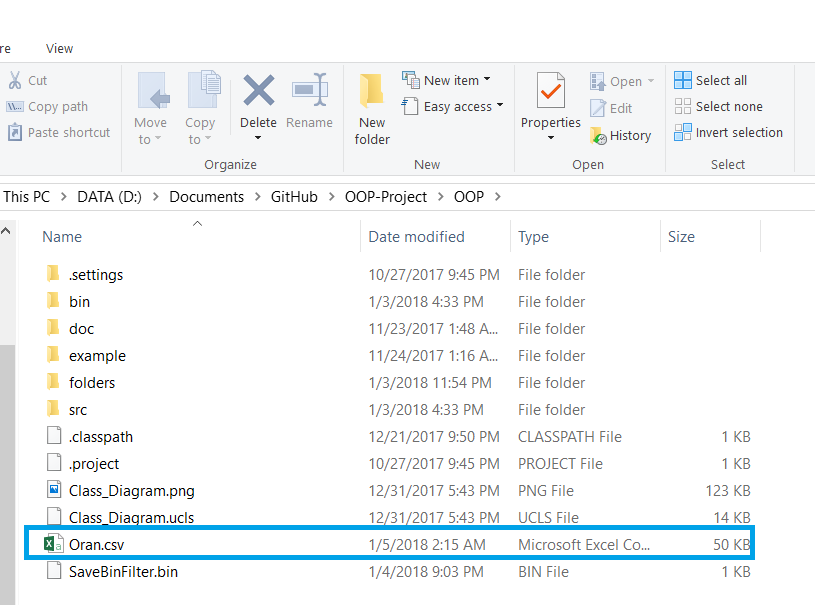 re View
Cut
Copy path
Paste shortcut
Move to
Copy to
Delete
Rename
Organize
New folder
New item
Easy access
New
Properties
Open
Edit
History
Open
Select all
Select none
Invert selection
Select
This PC > DATA (D:) > Documents > GitHub > OOP-Project > OOP >
Name Date modified Type Size
.settings 10/27/2017 9:45 PM File folder
bin 1/3/2018 4:33 PM File folder
doc 11/23/2017 1:48 A... File folder
example 11/24/2017 1:16 A... File folder
folders 1/3/2018 11:54 PM File folder
src 1/3/2018 4:33 PM File folder
.classpath 12/21/2017 9:50 PM CLASSPATH File 1 KB
.project 10/27/2017 9:45 PM PROJECT File 1 KB
Class_Diagram.png 12/31/2017 5:43 PM PNG File 123 KB
Class_Diagram.ucls 12/31/2017 5:43 PM UCLS File 14 KB
Oran.csv 1/5/2018 2:15 AM Microsoft Excel Co... 50 KB
SaveBinFilter.bin 1/4/2018 9:03 PM BIN File 1 KB